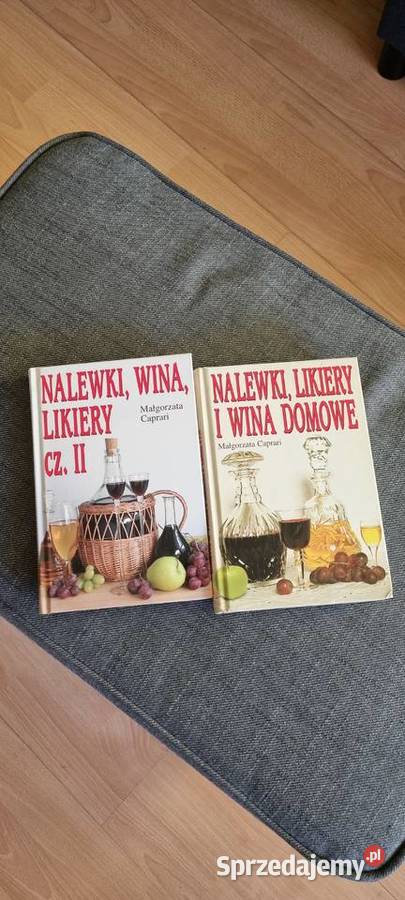 NALEWKI, WINA,
LIKIERY
cz. II
Małgorzata
Caprari
NALEWKI, LIKIERY
I WINA DOMOWE
Małgorzata Caprari
Sprzedajemy.pl